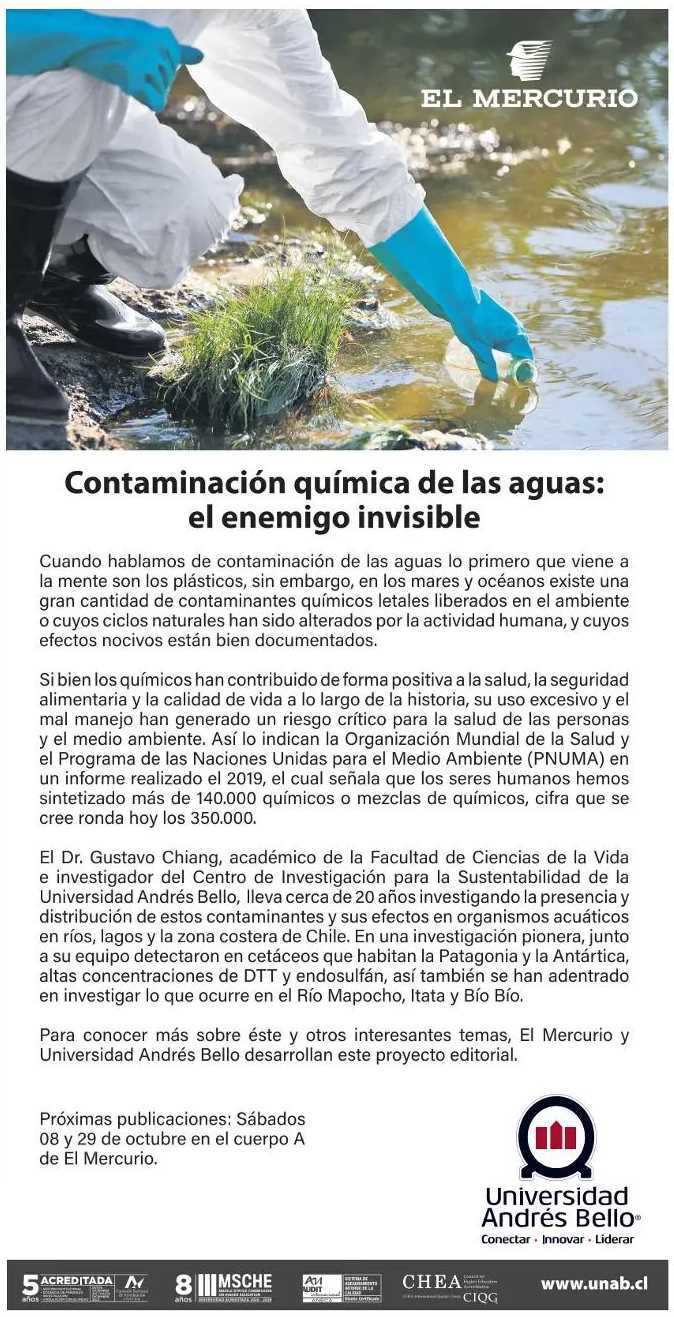 EL MERCURIO
Contaminación química de las aguas:
el enemigo invisible
Cuando hablamos de contaminación de las aguas lo primero que viene a
la mente son los plásticos, sin embargo, en los mares y océanos existe una
gran cantidad de contaminantes químicos letales liberados en el ambiente
o cuyos ciclos naturales han sido alterados por la actividad humana, y cuyos
efectos nocivos están bien documentados.
Si bien los químicos han contribuido de forma positiva a la salud, la seguridad
alimentaria y la calidad de vida a lo largo de la historia, su uso excesivo y el
mal manejo han generado un riesgo crítico para la salud de las personas
y el medio ambiente. Así lo indican la Organización Mundial de la Salud y
el Programa de las Naciones Unidas para el Medio Ambiente (PNUMA) en
un informe realizado el 2019, el cual señala que los seres humanos hemos
sintetizado más de 140.000 químicos o mezclas de químicos, cifra que se
cree ronda hoy los 350.000.
El Dr. Gustavo Chiang, académico de la Facultad de Ciencias de la Vida
e investigador del Centro de Investigación para la Sustentabilidad de la
Universidad Andrés Bello, lleva cerca de 20 años investigando la presencia y
distribución de estos contaminantes y sus efectos en organismos acuáticos
en ríos, lagos y la zona costera de Chile. En una investigación pionera, junto
a su equipo detectaron en cetáceos que habitan la Patagonia y la Antártica,
altas concentraciones de DTT y endosulfán, así también se han adentrado
en investigar lo que ocurre en el Río Mapocho, Itata y Bío Bío.
Para conocer más sobre éste y otros interesantes temas, El Mercurio y
Universidad Andrés Bello desarrollan este proyecto editorial.
Próximas publicaciones: Sábados
08 y 29 de octubre en el cuerpo A
de El Mercurio.
Universidad
Andrés Bello®
Conectar · Innovar · Liderar
5 años ACREDITADA
8 años MSCHE
AUDIT
CHEA
CIQG
www.unab.cl